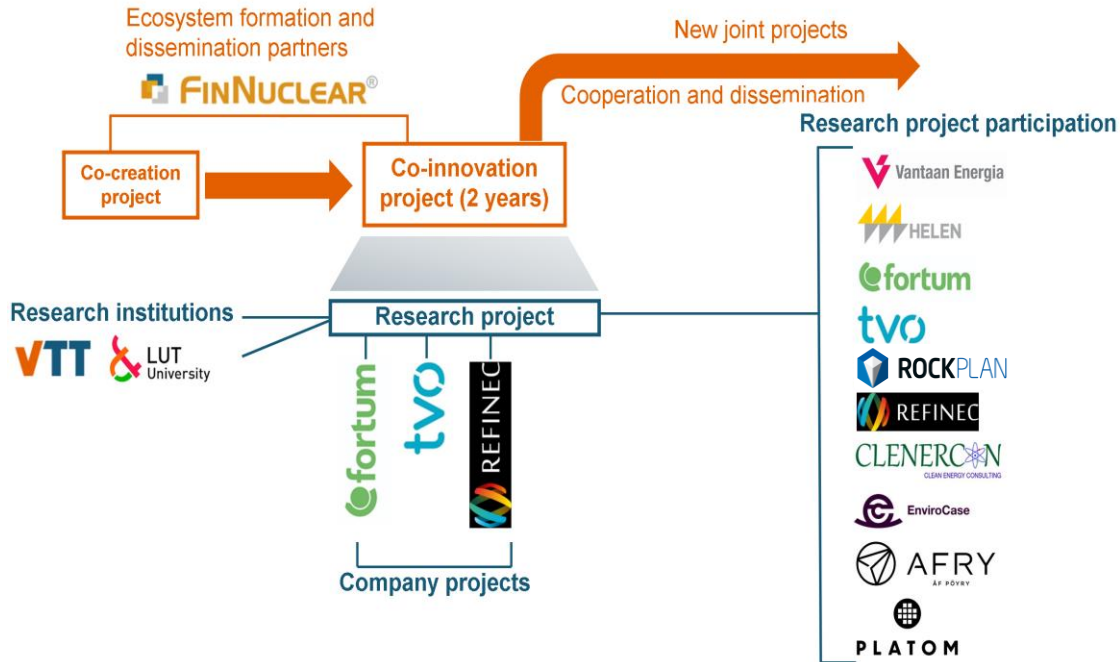 Ecosystem formation and
dissemination partners
FINNUCLEAR®
New joint projects
Cooperation and dissemination
Research project participation
Co-creation
project
Co-innovation
project (2 years)
Research institutions
VTT
LUT
University
Research project
fortum
tvo
REFINEC
Company projects
Vantaan Energia
HELEN
fortum
tvo
ROCKPLAN
REFINEC
CLENERCON
CLEAN ENERGY CONSULTING
EnviroCase
AFRY
ÅF PÖYRY
PLATOM